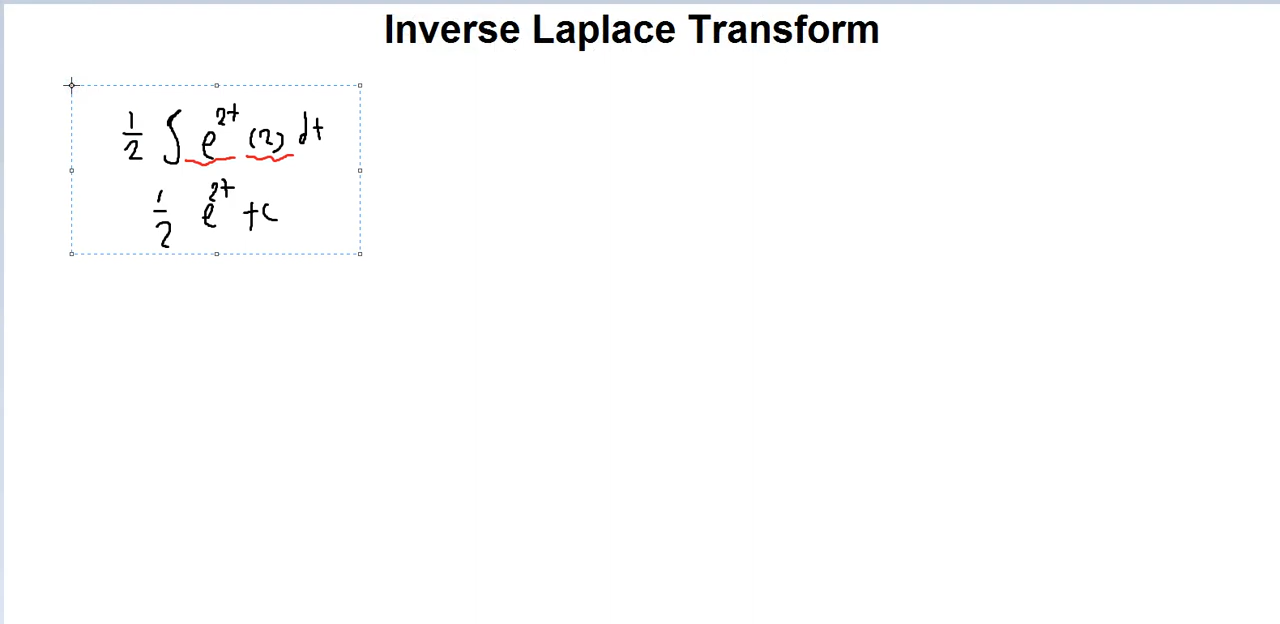 Inverse Laplace Transform
1/2 ∫ e^{2t} (2) dt
1/2 e^{2t} + c